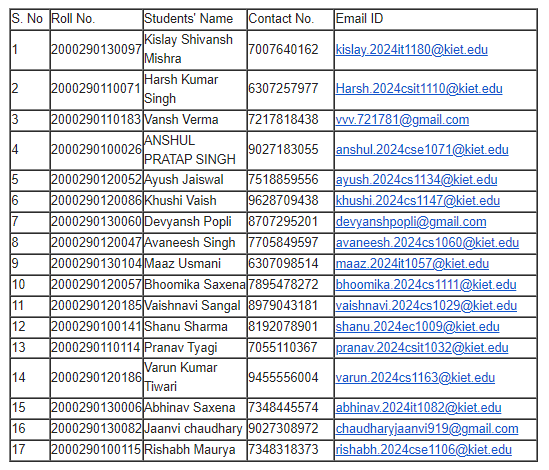 S. No Roll No. Students' Name Contact No. Email ID
1 2000290130097 Kislay Shivansh Mishra 7007640162 kislay.2024it1180@kiet.edu
2 2000290110071 Harsh Kumar Singh 6307257977 Harsh.2024csit1110@kiet.edu
3 2000290110183 Vansh Verma 7217818438 vvv.721781@gmail.com
4 2000290100026 ANSHUL PRATAP SINGH 9027183055 anshul.2024cse1071@kiet.edu
5 2000290120052 Ayush Jaiswal 7518859556 ayush.2024cs1134@kiet.edu
6 2000290120086 Khushi Vaish 9628709438 khushi.2024cs1147@kiet.edu
7 2000290130060 Devyansh Popli 8707295201 devyanshpopli@gmail.com
8 2000290120047 Avaneesh Singh 7705849597 avaneesh.2024cs1060@kiet.edu
9 2000290130104 Maaz Usmani 6307098514 maaz.2024it1057@kiet.edu
10 2000290120057 Bhoomika Saxena 7895478272 bhoomika.2024cs1111@kiet.edu
11 2000290120185 Vaishnavi Sangal 8979043181 vaishnavi.2024cs1029@kiet.edu
12 2000290100141 Shanu Sharma 8192078901 shanu.2024ec1009@kiet.edu
13 2000290110114 Pranav Tyagi 7055110367 pranav.2024csit1032@kiet.edu
14 2000290120186 Varun Kumar Tiwari 9455556004 varun.2024cs1163@kiet.edu
15 2000290130006 Abhinav Saxena 7348445574 abhinav.2024it1082@kiet.edu
16 2000290130082 Jaanvi chaudhary 9027308972 chaudharyjaanvi919@gmail.com
17 2000290100115 Rishabh Maurya 7348318373 rishabh.2024cse1106@kiet.edu